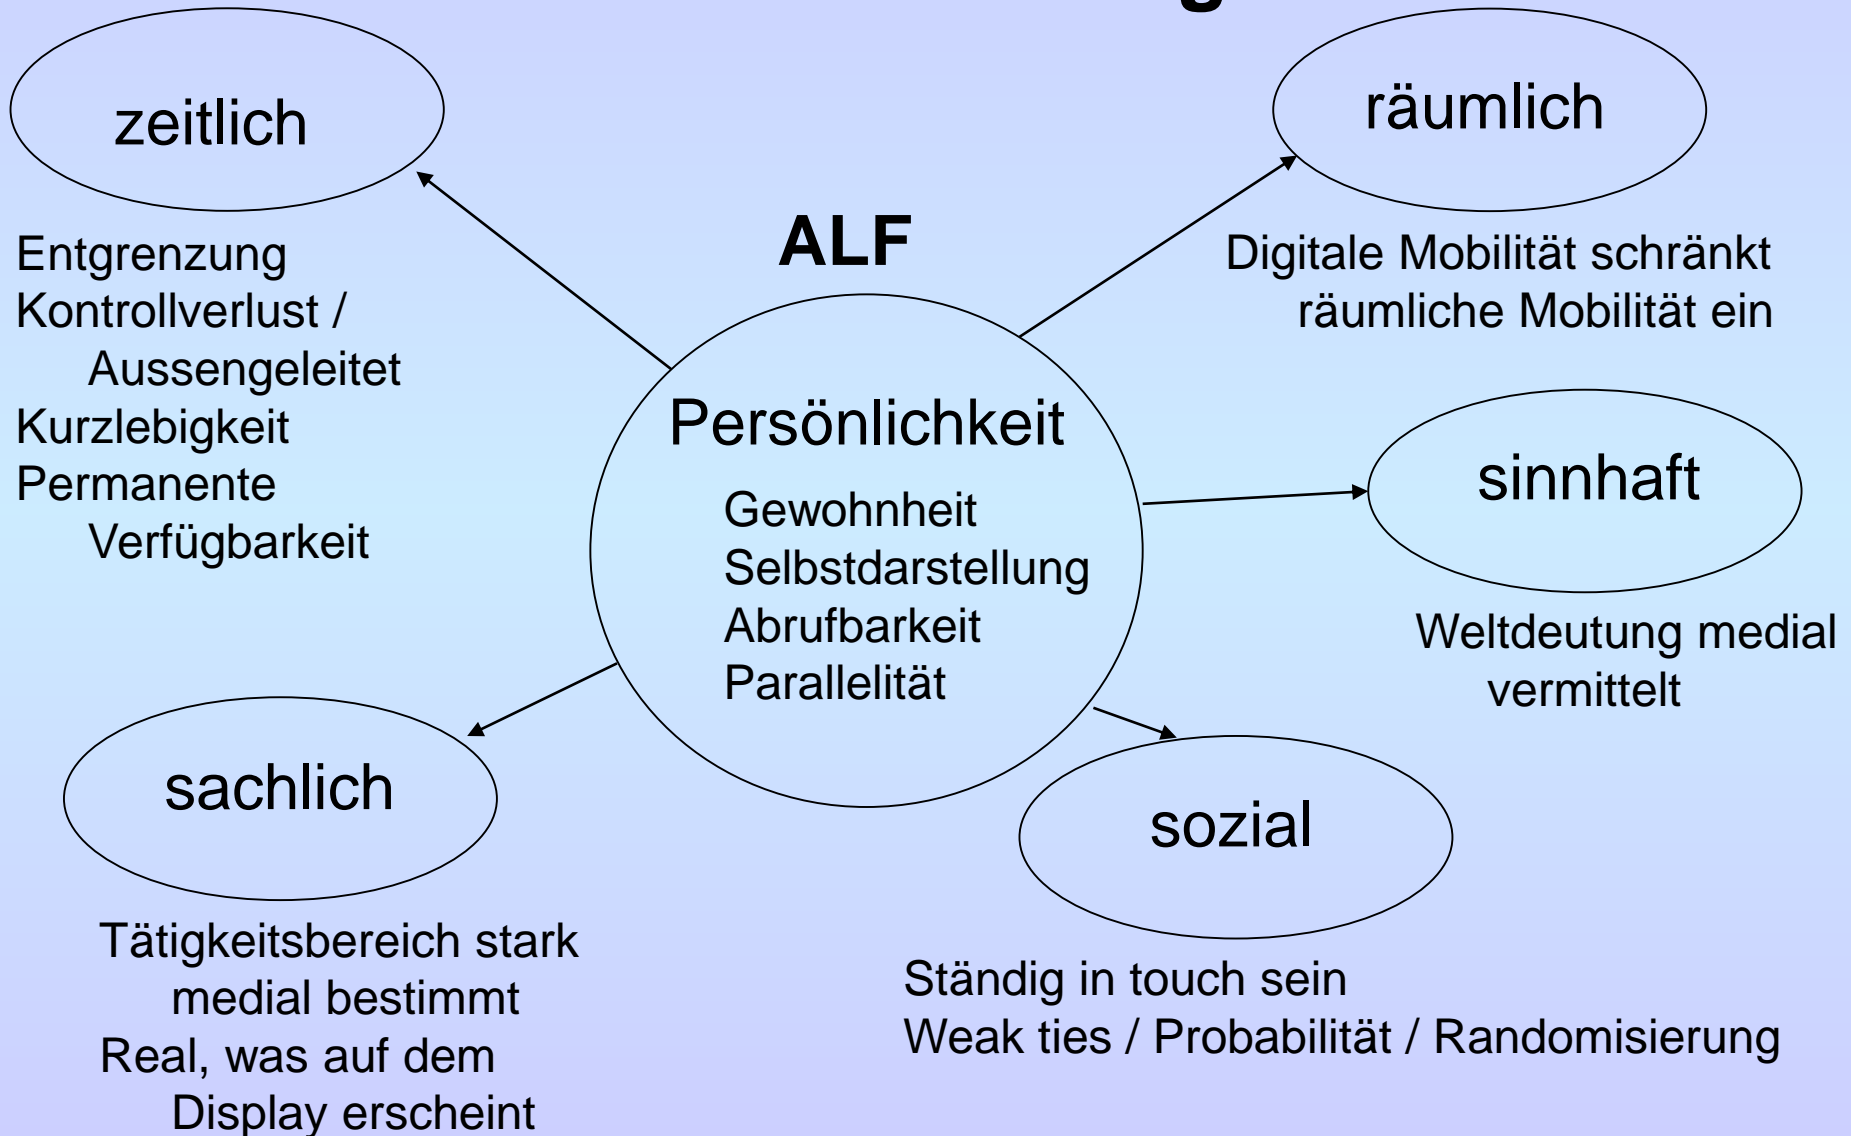 zeitlich
Entgrenzung
Kontrollverlust /
Aussengeleitet
Kurzlebigkeit
Permanente
Verfügbarkeit
ALF
Persönlichkeit
Gewohnheit
Selbstdarstellung
Abrufbarkeit
Parallelität
räumlich
Digitale Mobilität schränkt
räumliche Mobilität ein
sinnhaft
Weltdeutung medial
vermittelt
sachlich
Tätigkeitsbereich stark
medial bestimmt
Real, was auf dem
Display erscheint
sozial
Ständig in touch sein
Weak ties / Probabilität / Randomisierung